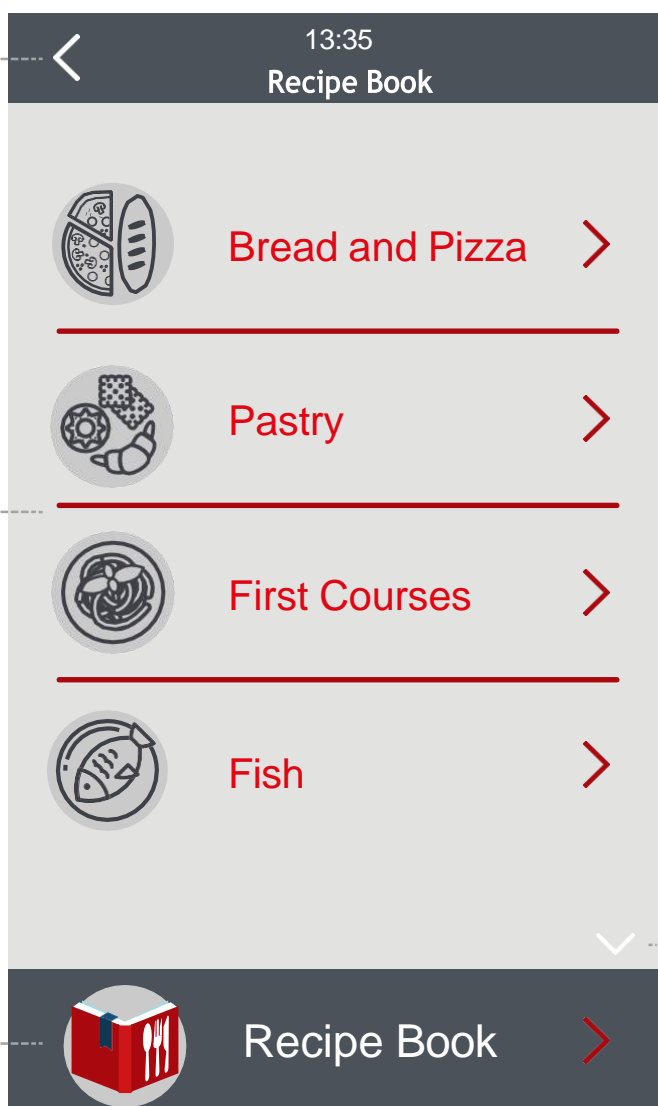 13:35
Recipe Book
Bread and Pizza
Pastry
First Courses
Fish
Recipe Book